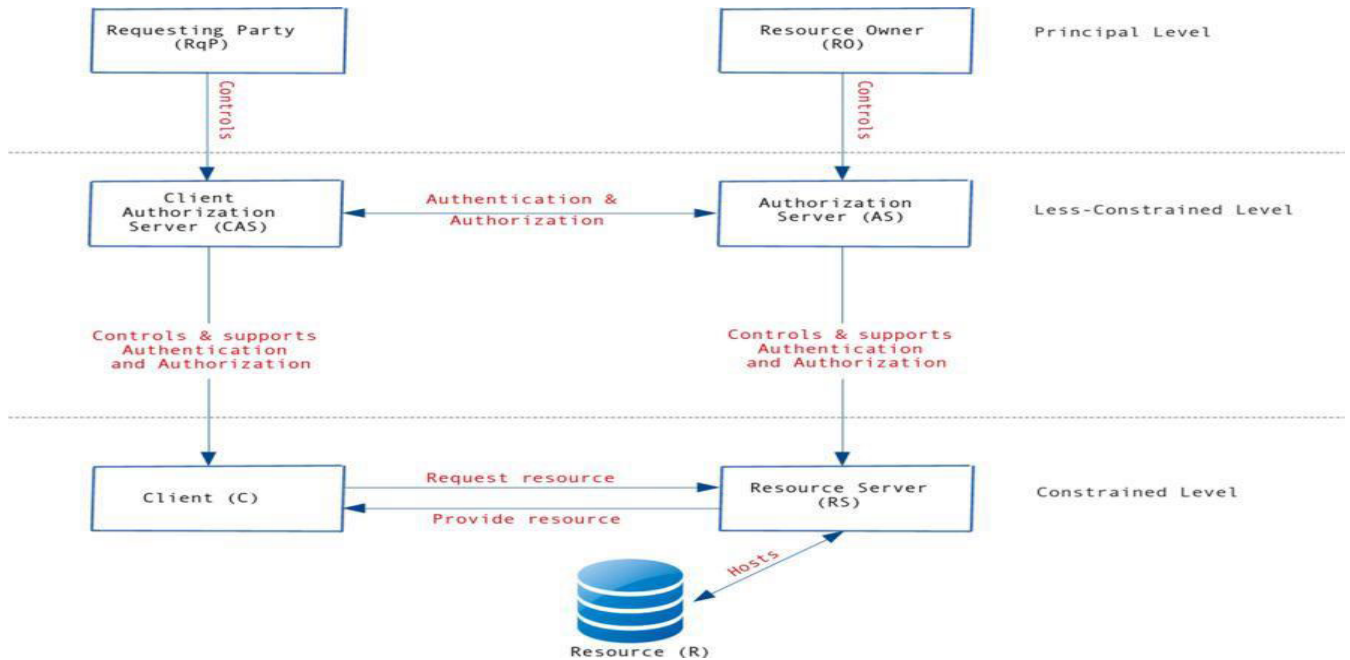 Requesting Party
(RqP)
Resource Owner
(RO)
Principal Level
Controls
Controls
Client
Authorization
Server (CAS)
Authentication &
Authorization
Authorization
Server (AS)
Less-Constrained Level
Controls & supports
Authentication
and Authorization
Controls & supports
Authentication
and Authorization
Client (C)
Request resource
Provide resource
Resource Server
(RS)
Constrained Level
Hosts
Resource (R)